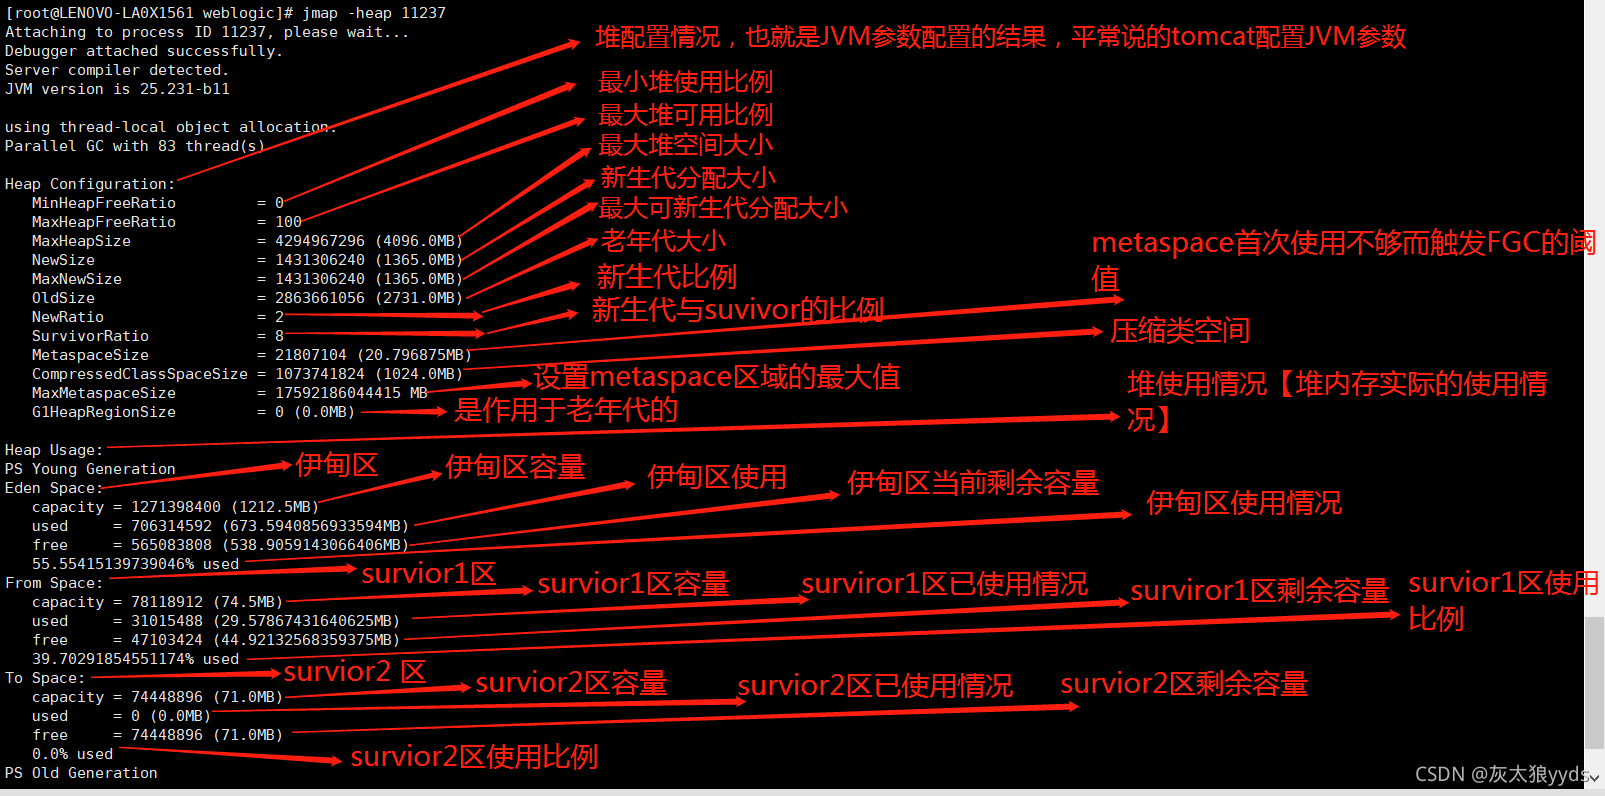 [root@LENOVO-LA0X1561 weblogic]# jmap -heap 11237
Attaching to process ID 11237, please wait...
堆配置情况，也就是JVM参数配置的结果，平常说的tomcat配置JVM参数
Debugger attached successfully.
Server compiler detected.
最小堆使用比例
JVM version is 25.231-b11
最大堆可用比例
using thread-local object allocation.
Parallel GC with 83 thread(s)
最大堆空间大小
Heap Configuration:
新生代分配大小
MinHeapFreeRatio = 0
最大可新生代分配大小
MaxHeapFreeRatio = 100
MaxHeapSize = 4294967296 (4096.0MB)
老年代大小
metaspace首次使用不够而触发FGC的阈
值
NewSize = 1431306240 (1365.0MB)
MaxNewSize = 1431306240 (1365.0MB)
新生代比例
OldSize = 2863661056 (2731.0MB)
新生代与suvivor的比例
NewRatio = 2
SurvivorRatio = 8
压缩类空间
MetaspaceSize = 21807104 (20.796875MB)
CompressedClassSpaceSize = 1073741824 (1024.0MB)
设置metaspace区域的最大值
MaxMetaspaceSize = 17592186044415 MB
堆使用情况【堆内存实际的使用情
况】
G1HeapRegionSize = 0 (0.0MB)
是作用于老年代的
Heap Usage:
PS Young Generation
伊甸区
伊甸区容量
伊甸区使用
伊甸区当前剩余容量
伊甸区使用情况
Eden Space:
capacity = 1271398400 (1212.5MB)
used = 706314592 (673.5940856933594MB)
free = 565083808 (538.9059143066406MB)
55.55415139739046% used
From Space:
survior1区
survior1区容量
surviror1区已使用情况
surviror1区剩余容量
survior1区使用
比例
capacity = 78118912 (74.5MB)
used = 31015488 (29.57867431640625MB)
free = 47103424 (44.92132568359375MB)
39.70291854551174% used
To Space:
survior2 区
survior2区容量
survior2区已使用情况
survior2区剩余容量
capacity = 74448896 (71.0MB)
used = 0 (0.0MB)
free = 74448896 (71.0MB)
0.0% used
survior2区使用比例
PS Old Generation
CSDN @灰太狼yyds